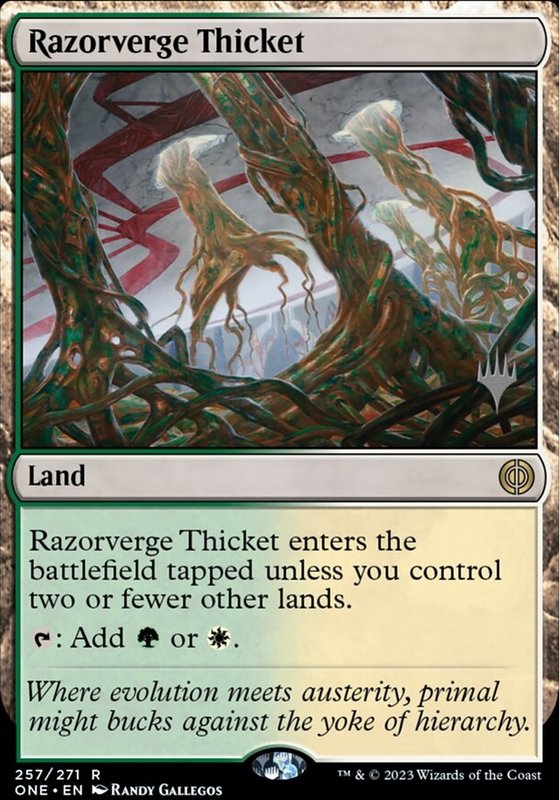 Razorverge Thicket
Land
Razorverge Thicket enters the
battlefield tapped unless you control
two or fewer other lands.
: Add or .
Where evolution meets austerity, primal
might bucks against the yoke of hierarchy.
257/271 R
ONE • EN Randy Gallegos
™ & © 2023 Wizards of the Coast